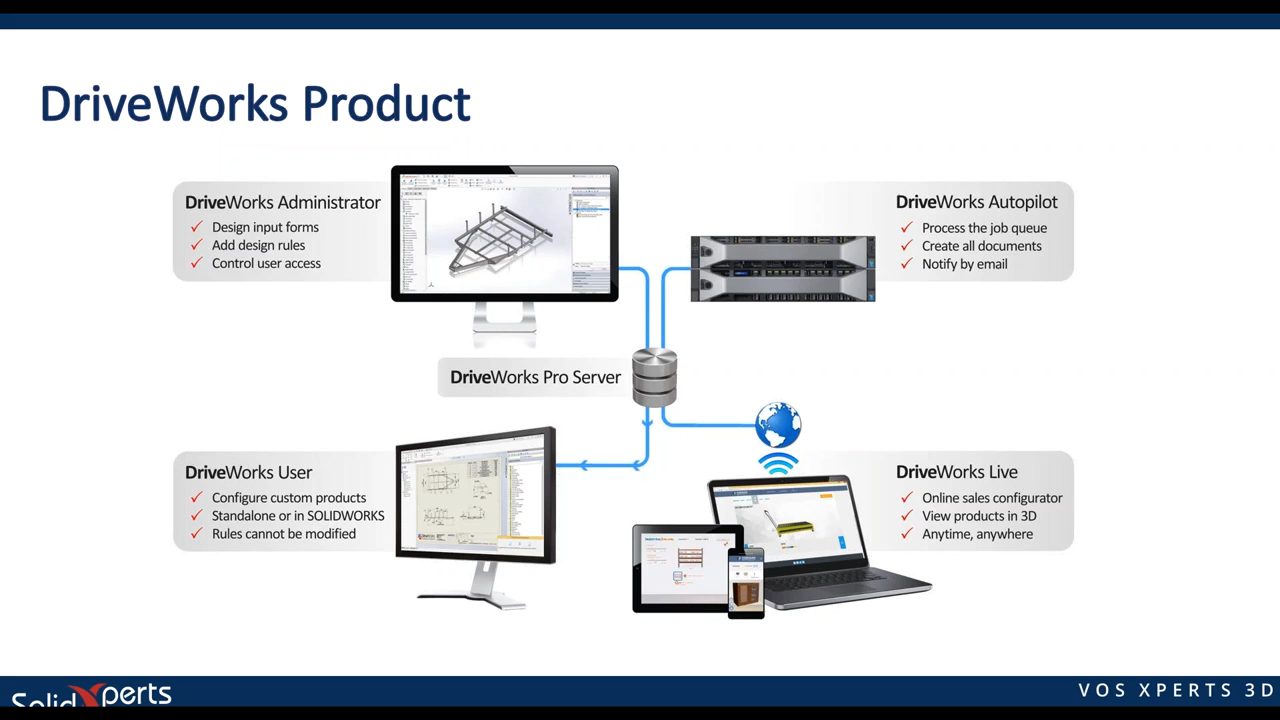 DriveWorks Product
DriveWorks Administrator
Design input forms
Add design rules
Control user access
DriveWorks Autopilot
Process the job queue
Create all documents
Notify by email
DriveWorks Pro Server
DriveWorks User
Configure custom products
Standalone or in SOLIDWORKS
Rules cannot be modified
DriveWorks Live
Online sales configurator
View products in 3D
Anytime, anywhere
SolidXperts
VOS XPERTS 3D